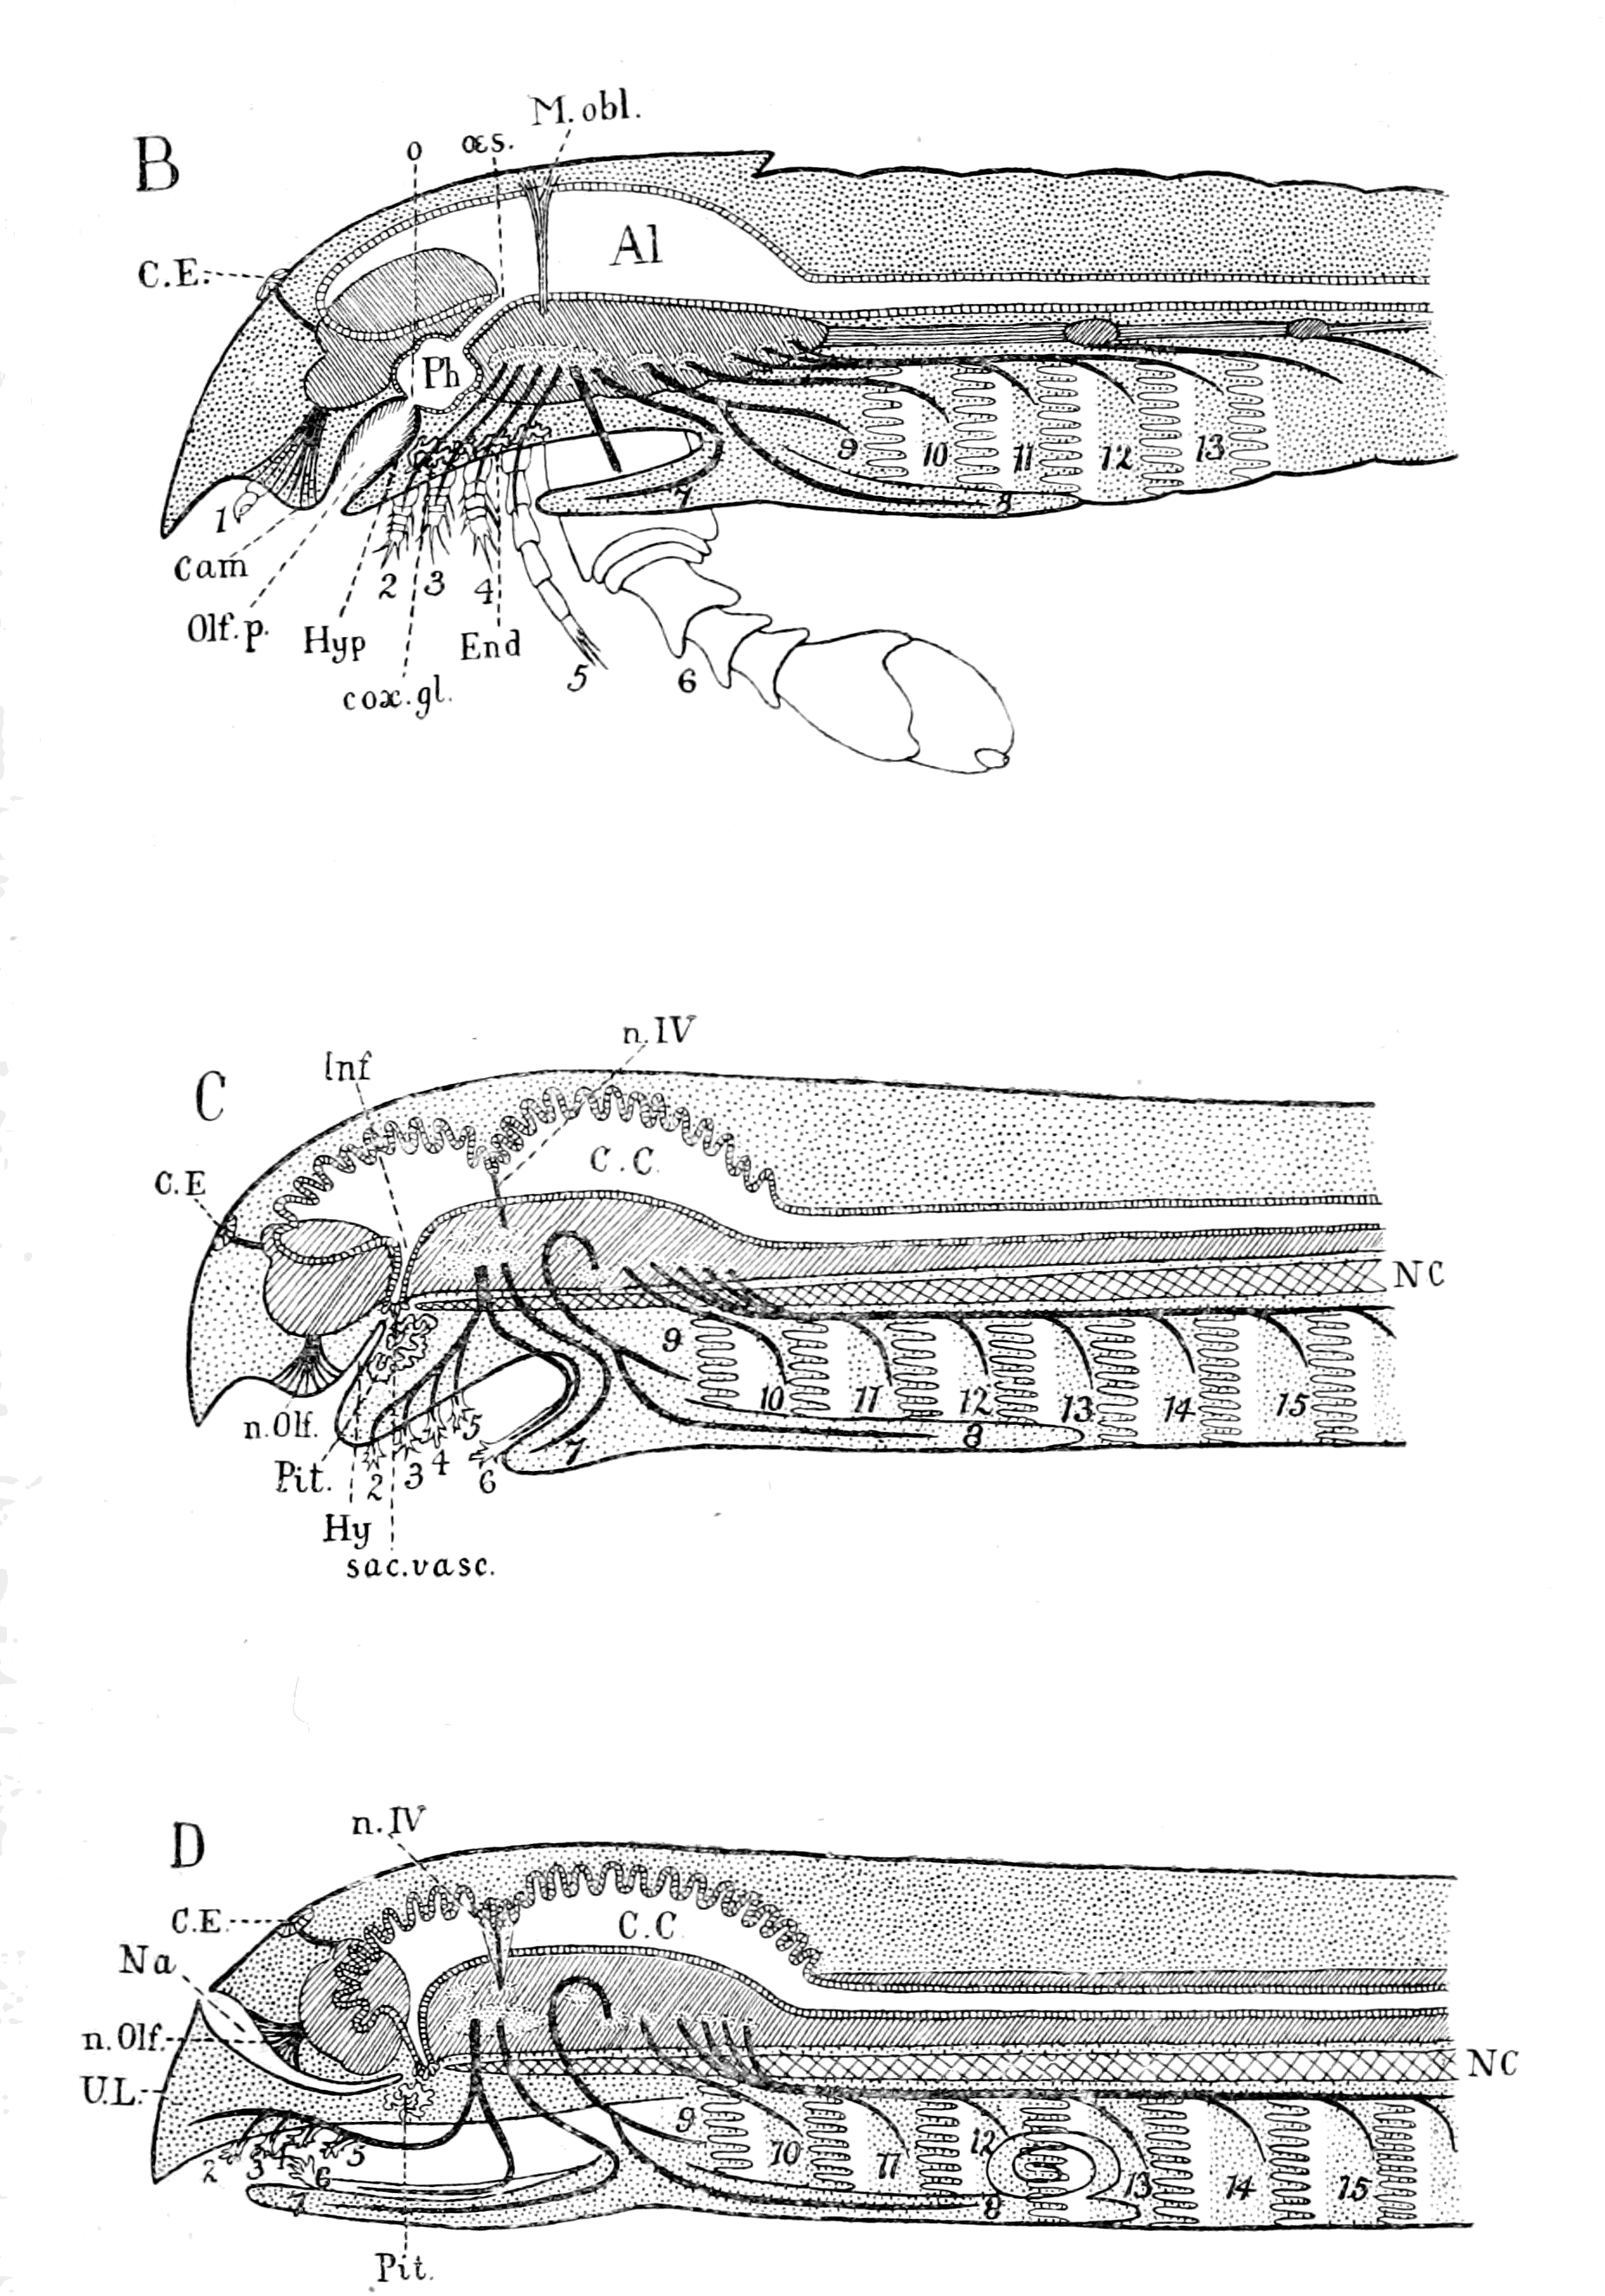 B
o
œs.
M.obl.
C.E.
Al
Ph
9
10
11
12
13
7
8
1
Cam
Olf.p.
Hyp
2
3
4
cox.gl.
End
5
6
C
Inf
n.IV
C.E
C.C.
NC
9
10
11
12
13
14
15
n.Olf.
5
7
8
Pit.
2
3
4
6
Hy
sac.vasc.
D
n.IV
C.E.
C.C
Na
n.Olf.
U.L.
NC
9
10
11
12
13
14
15
2
3
4
5
6
7
8
Pit.